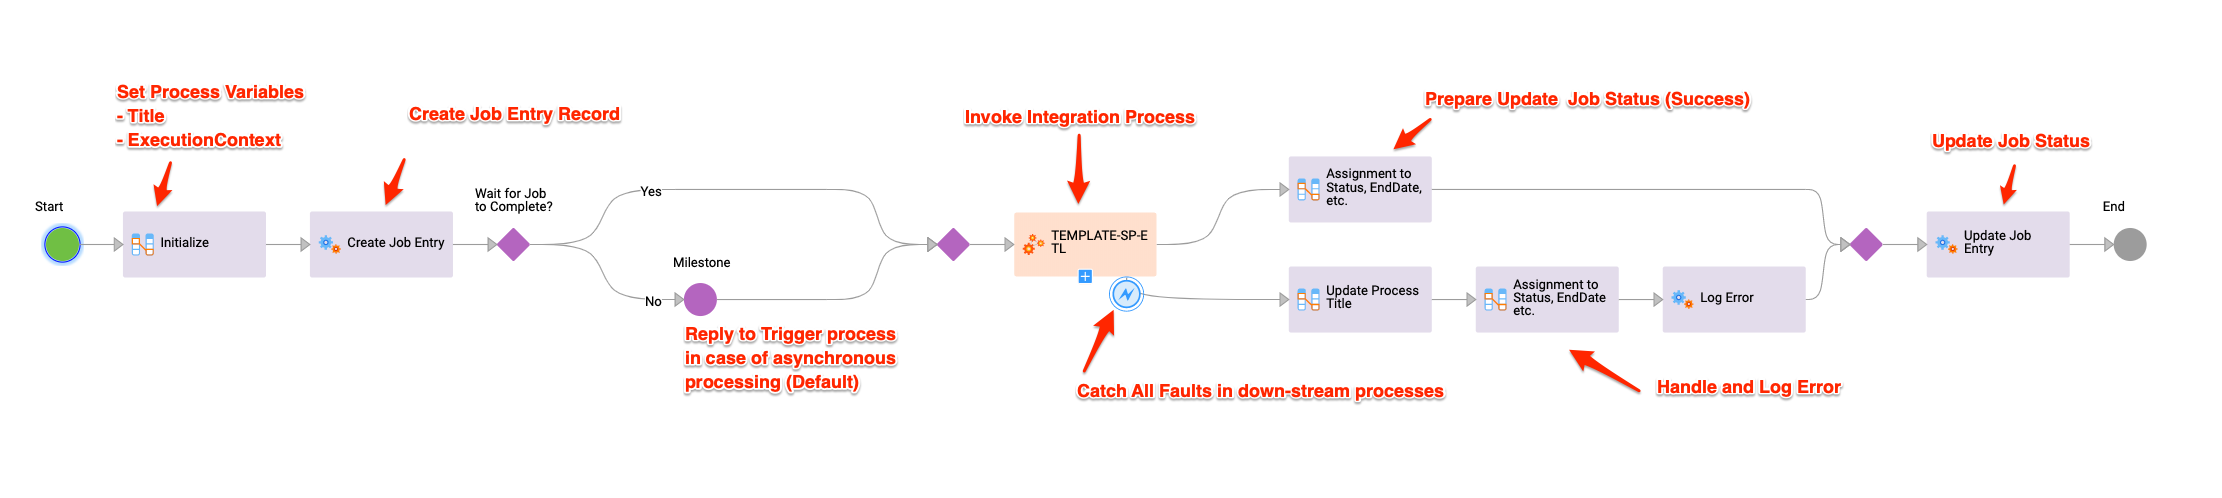 Set Process Variables
- Title
- ExecutionContext
Create Job Entry Record
Invoke Integration Process
Prepare Update Job Status (Success)
Update Job Status
Start
Initialize
Create Job Entry
Wait for Job
to Complete?
Yes
No
Milestone
Reply to Trigger process
in case of asynchronous
processing (Default)
TEMPLATE-SP-E
TL
Catch All Faults in down-stream processes
Assignment to
Status, EndDate,
etc.
Update Process
Title
Assignment to
Status, EndDate
etc.
Log Error
Handle and Log Error
Update Job
Entry
End